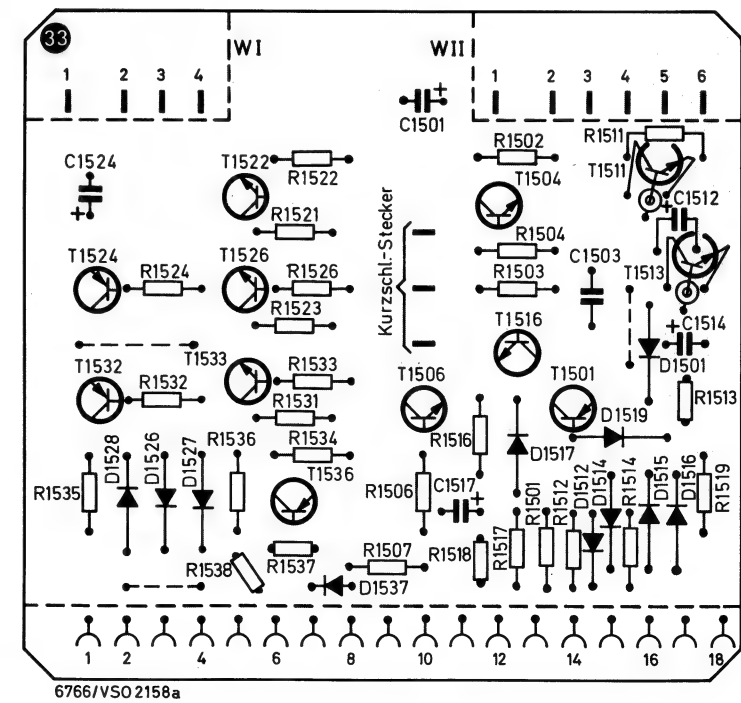 33
WI
WII
1 2 3 4
1 2 3 4 5 6
C1501
R1502
R1511
C1524
T1522
R1522
T1504
T1511
C1512
R1521
R1504
T1524
R1524
T1526
R1526
Kurzschl.-Stecker
R1503
C1503
T1513
R1523
T1516
C1514
T1532
T1533
R1533
D1501
R1532
T1506
T1501
R1513
R1531
D1519
R1536
R1534
R1516
D1517
D1528
D1526
D1527
T1536
R1535
R1506
C1517
R1501
R1512
D1512
D1514
R1514
D1515
D1516
R1519
R1538
R1537
R1507
R1518
R1517
D1537
1 2 4 6 8 10 12 14 16 18
6766/VSO 2158a